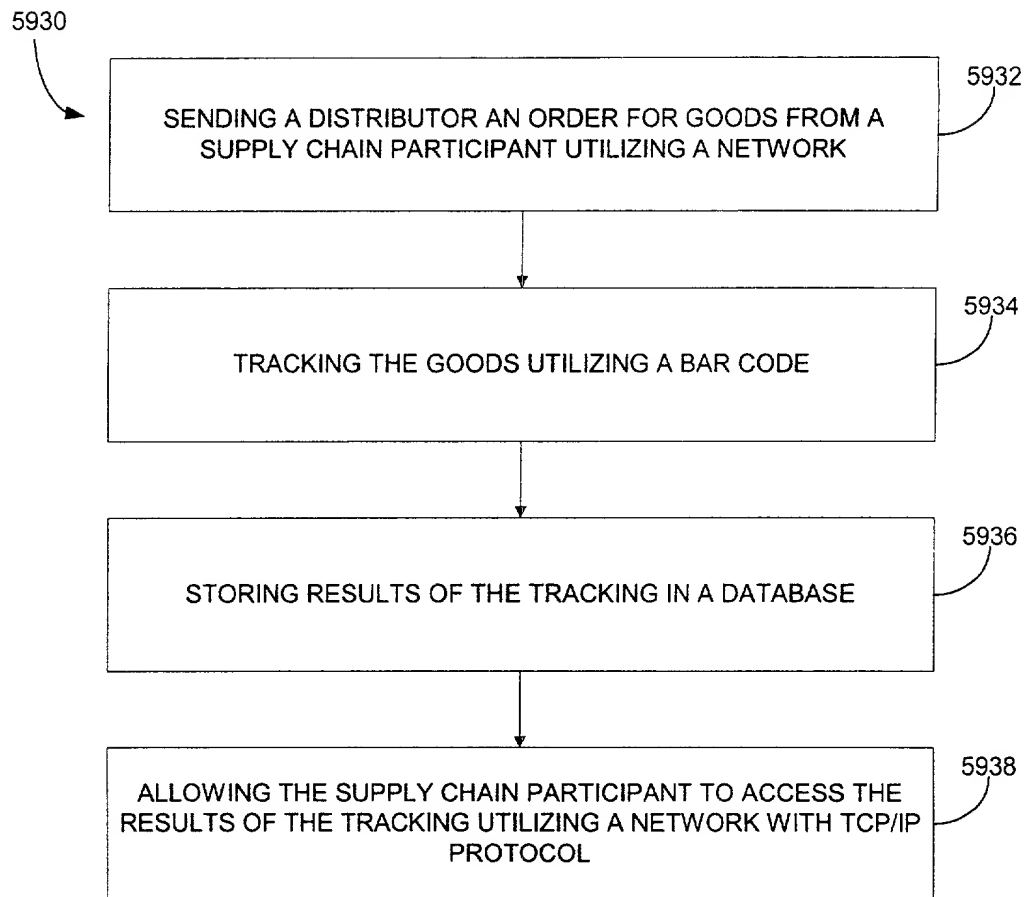 5930
5932
SENDING A DISTRIBUTOR AN ORDER FOR GOODS FROM A
SUPPLY CHAIN PARTICIPANT UTILIZING A NETWORK
5934
TRACKING THE GOODS UTILIZING A BAR CODE
5936
STORING RESULTS OF THE TRACKING IN A DATABASE
5938
ALLOWING THE SUPPLY CHAIN PARTICIPANT TO ACCESS THE
RESULTS OF THE TRACKING UTILIZING A NETWORK WITH TCP/IP
PROTOCOL